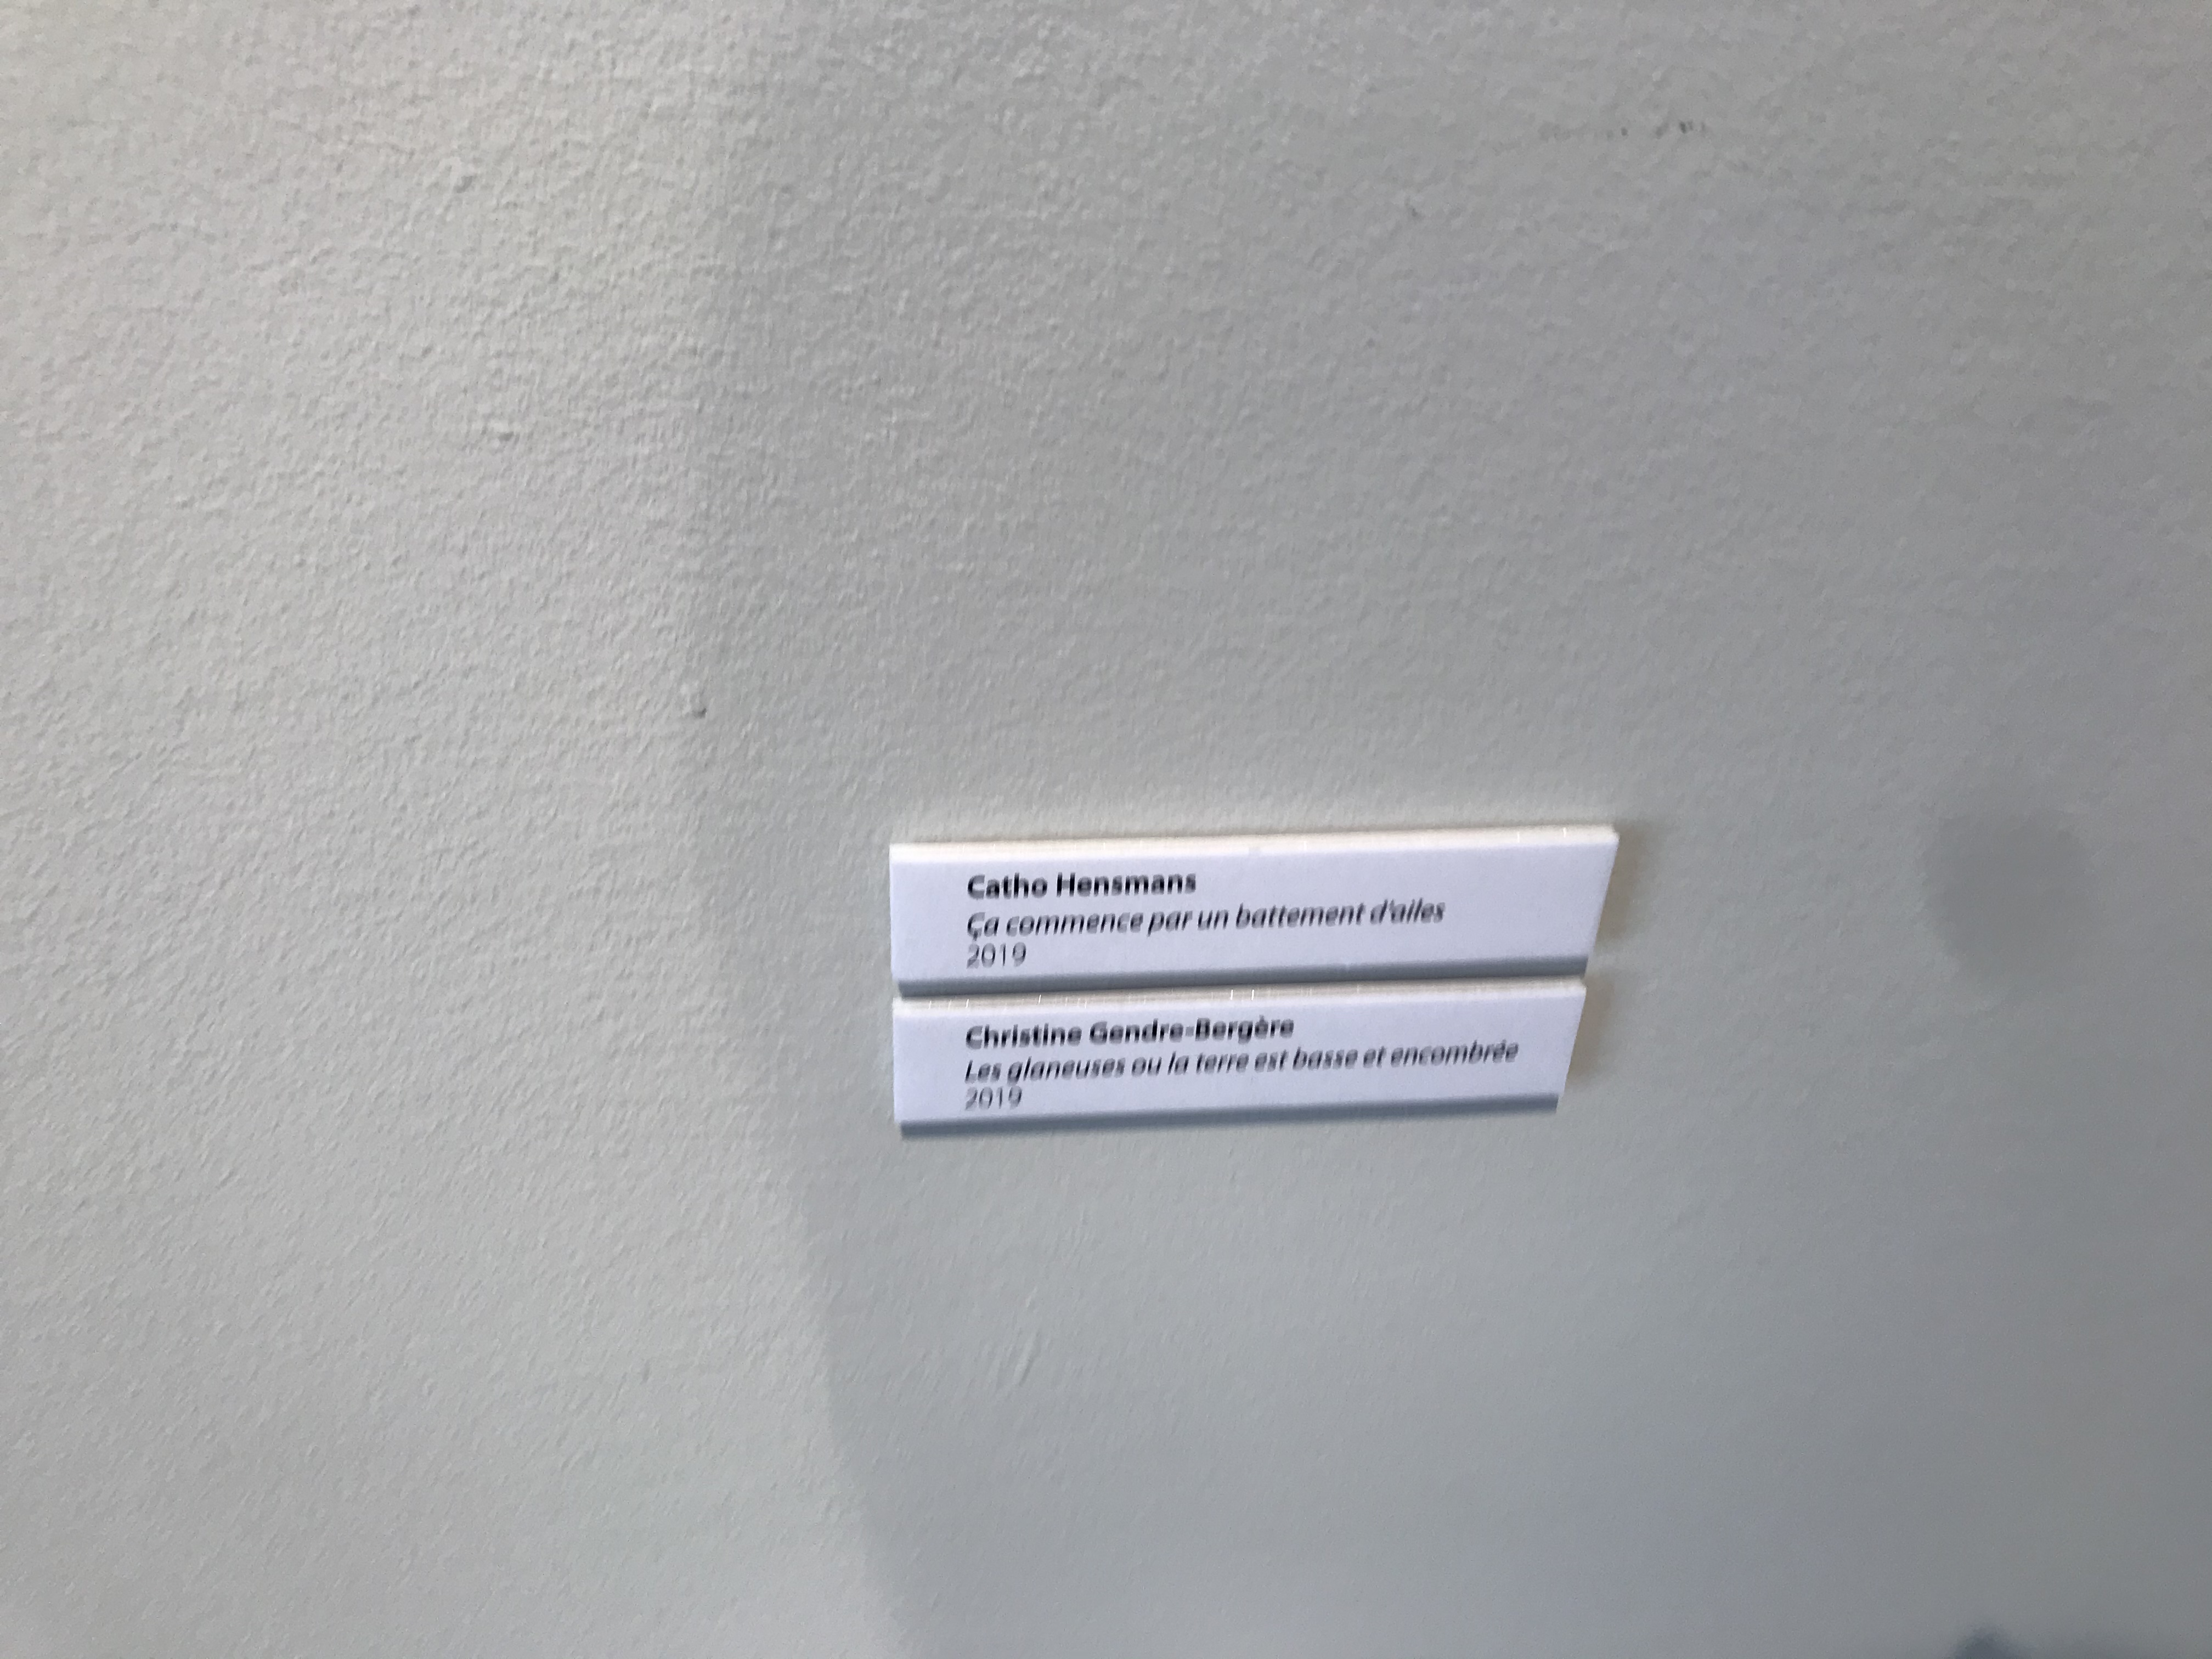 Catho Hensmans
Ça commence par un battement d'ailes
2019
Christine Gendre-Bergère
Les glaneuses ou la terre est basse et encombrée
2019